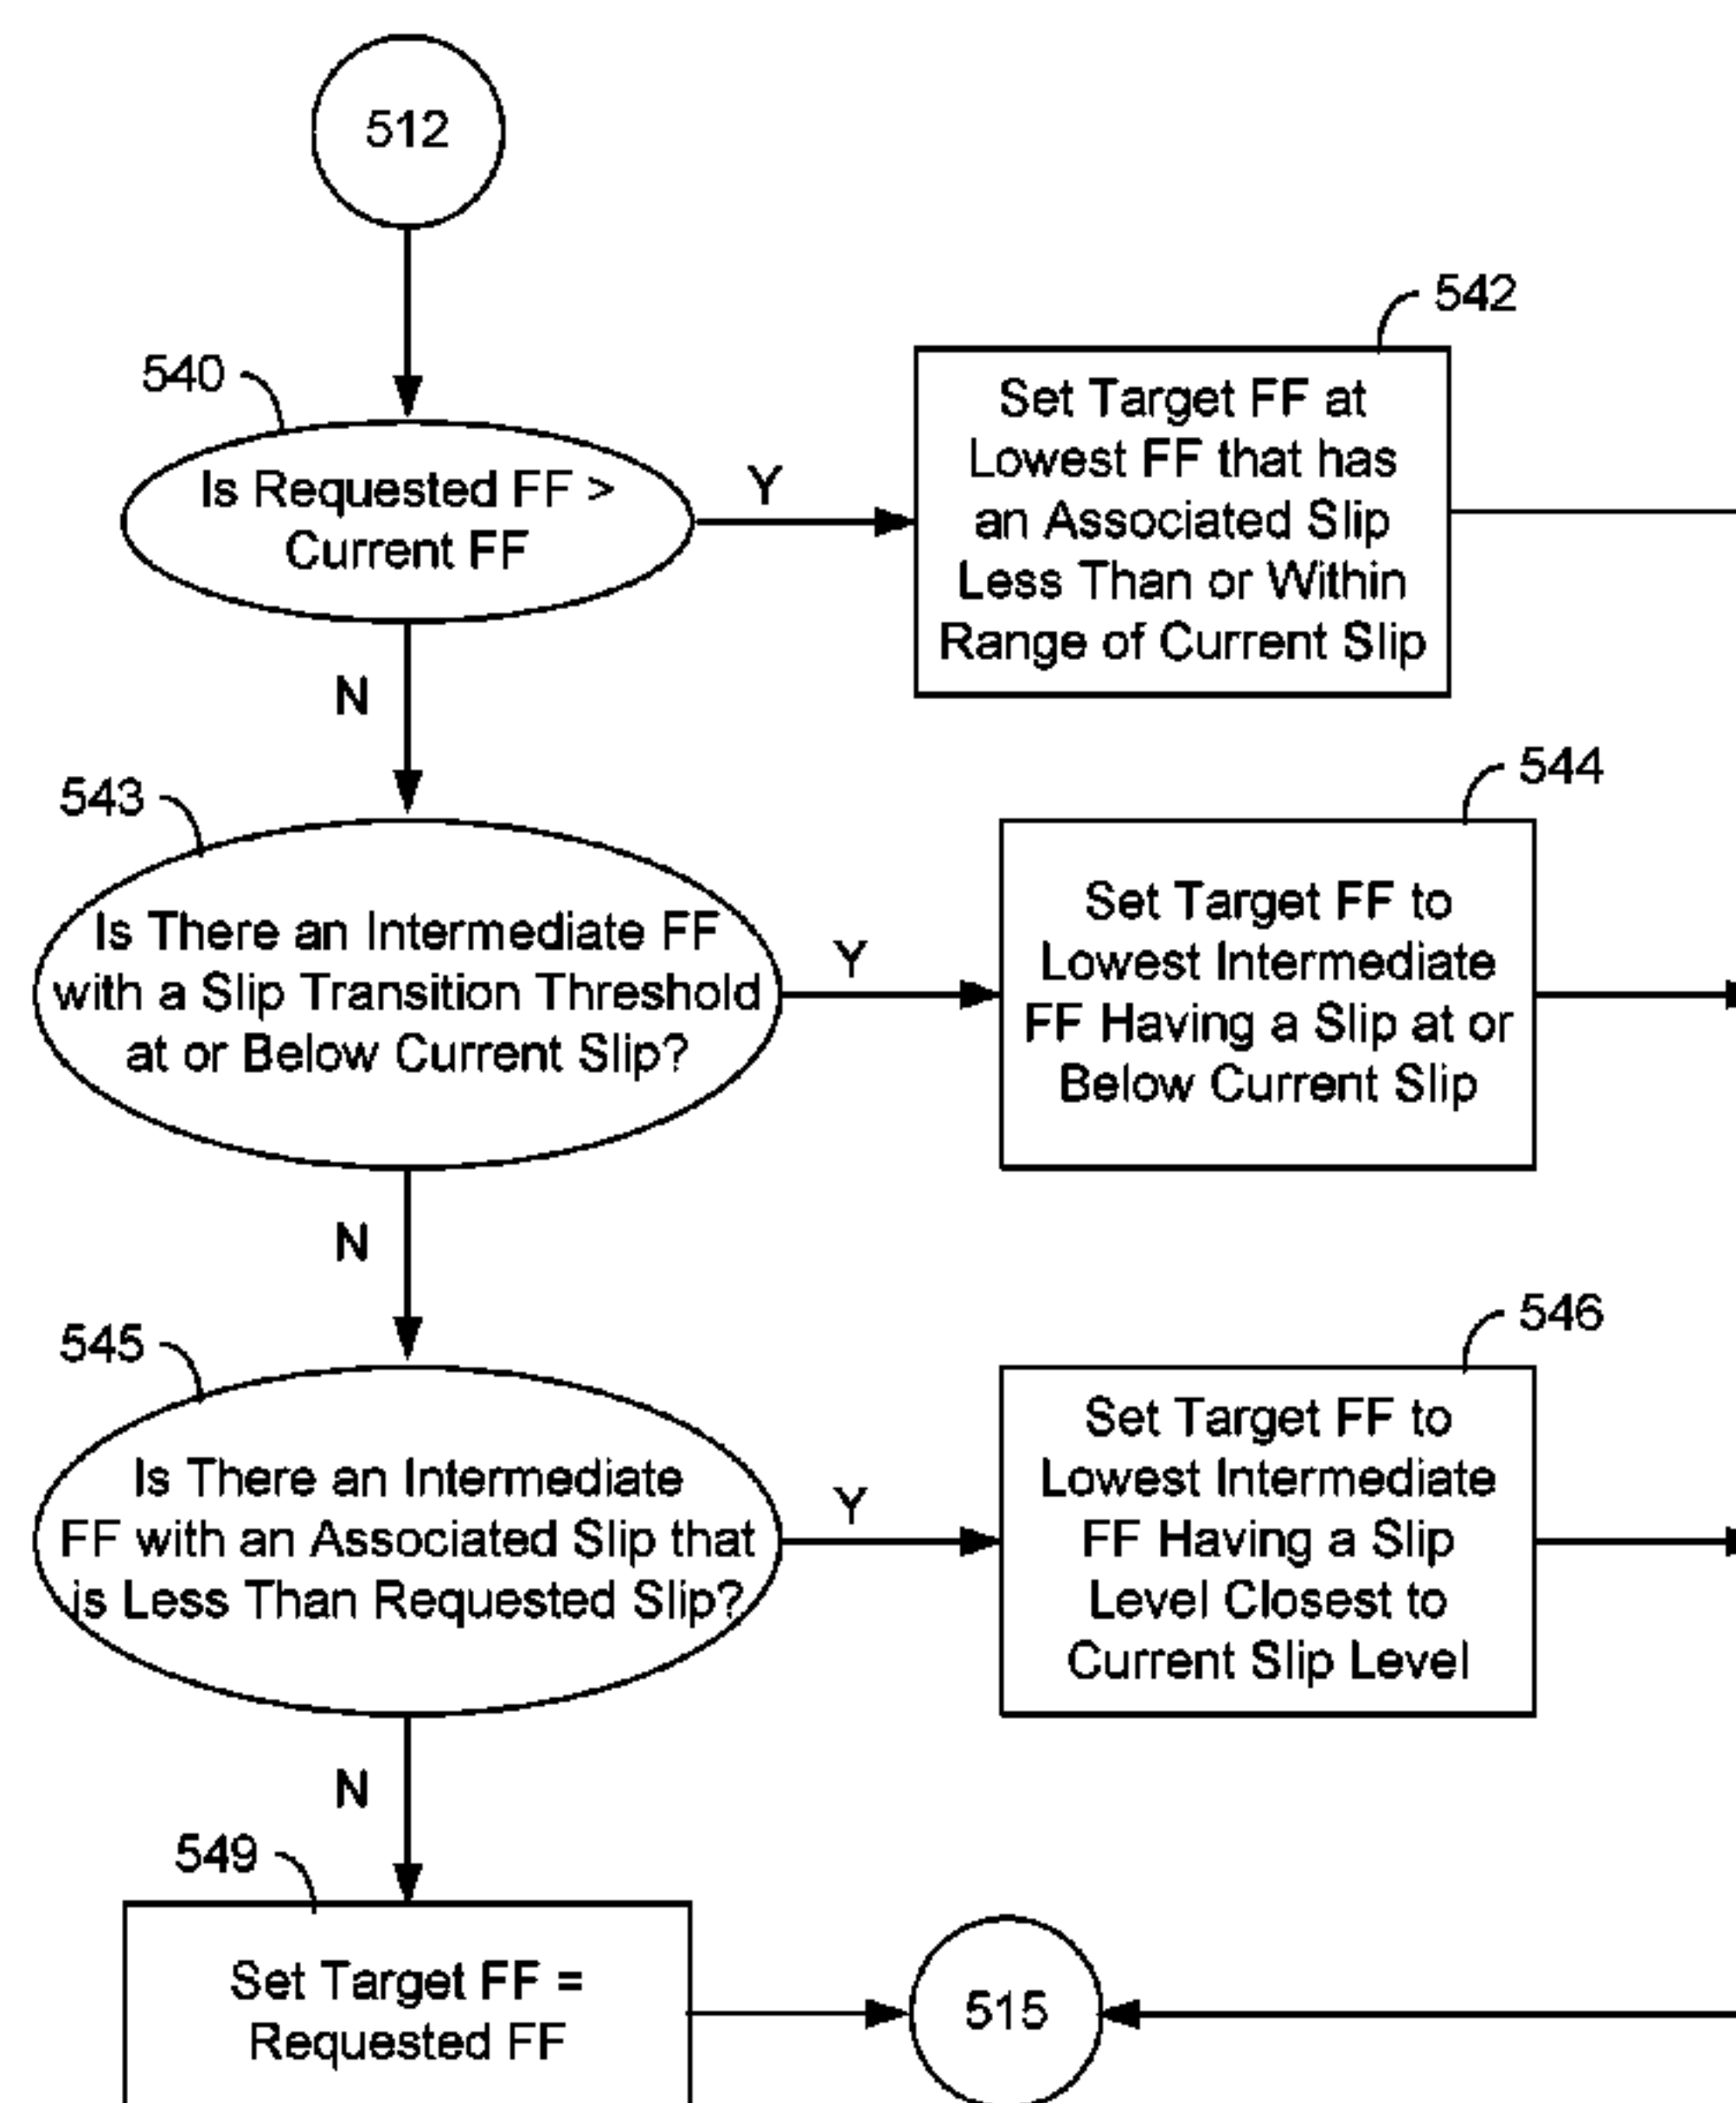 512
540
Is Requested FF >
Current FF
Y
542
Set Target FF at
Lowest FF that has
an Associated Slip
Less Than or Within
Range of Current Slip
N
543
Is There an Intermediate FF
with a Slip Transition Threshold
at or Below Current Slip?
Y
544
Set Target FF to
Lowest Intermediate
FF Having a Slip at or
Below Current Slip
N
545
Is There an Intermediate
FF with an Associated Slip that
is Less Than Requested Slip?
Y
546
Set Target FF to
Lowest Intermediate
FF Having a Slip
Level Closest to
Current Slip Level
N
549
Set Target FF =
Requested FF
515